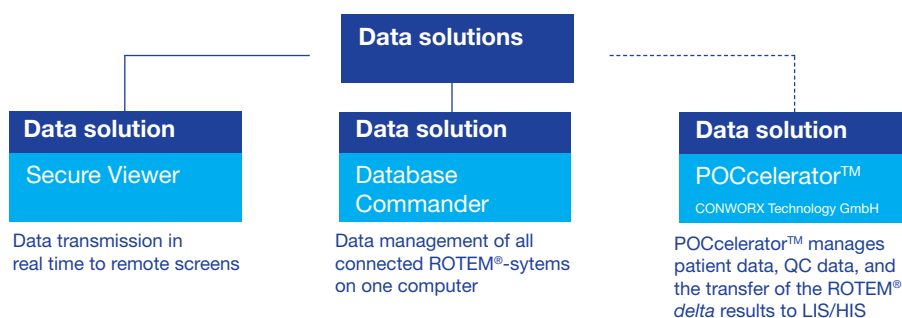 Data solutions
Data solution
Secure Viewer
Data transmission in
real time to remote screens
Data solution
Database
Commander
Data management of all
connected ROTEM®-sytems
on one computer
Data solution
POCcelerator™
CONWORX Technology GmbH
POCcelerator™ manages
patient data, QC data, and
the transfer of the ROTEM®
delta results to LIS/HIS